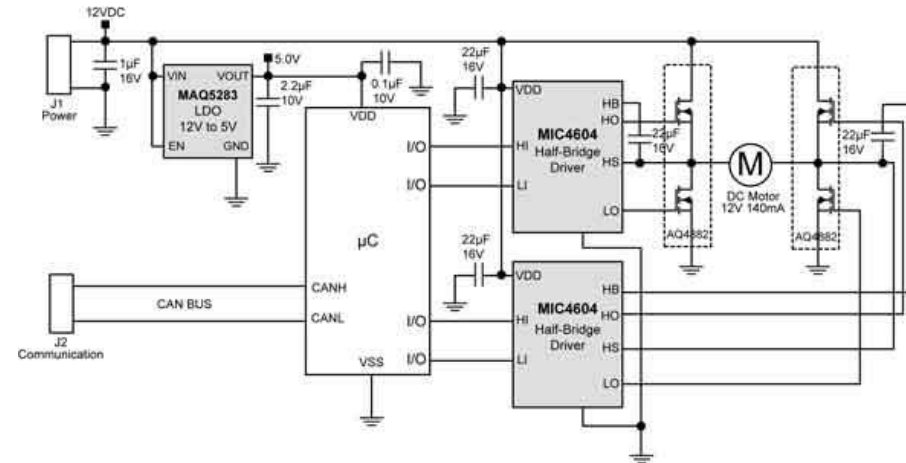 12VDC
J1
Power
1µF
16V
VIN
VOUT
MAQ5283
LDO
12V to 5V
EN
GND
5.0V
2.2µF
10V
0.1µF
10V
VDD
I/O
I/O
µC
CANH
CANL
I/O
I/O
VSS
CAN BUS
J2
Communication
22µF
16V
VDD
HB
HO
MIC4604
Half-Bridge
Driver
HI
HS
LI
LO
22µF
16V
AQ4882
M
DC Motor
12V 140mA
AQ4882
22µF
16V
22µF
16V
VDD
HB
MIC4604
Half-Bridge
Driver
HO
HI
HS
LI
LO